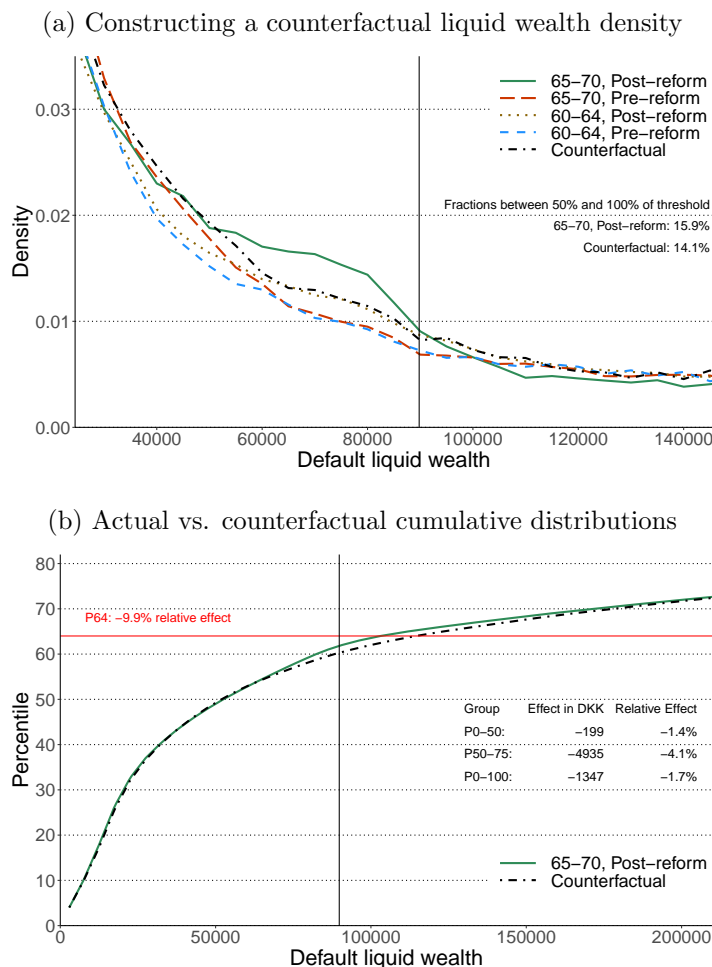 (a) Constructing a counterfactual liquid wealth density
65−70, Post−reform
65−70, Pre−reform
60−64, Post−reform
60−64, Pre−reform
Counterfactual
Fractions between 50% and 100% of threshold
65−70, Post−reform: 15.9%
Counterfactual: 14.1%
Density
0.03
0.02
0.01
0.00
40000 60000 80000 100000 120000 140000
Default liquid wealth
(b) Actual vs. counterfactual cumulative distributions
Percentile
80
70
60
50
40
30
20
10
0
P64: −9.9% relative effect
Group Effect in DKK Relative Effect
P0−50: −199 −1.4%
P50−75: −4935 −4.1%
P0−100: −1347 −1.7%
65−70, Post−reform
Counterfactual
0 50000 100000 150000 200000
Default liquid wealth